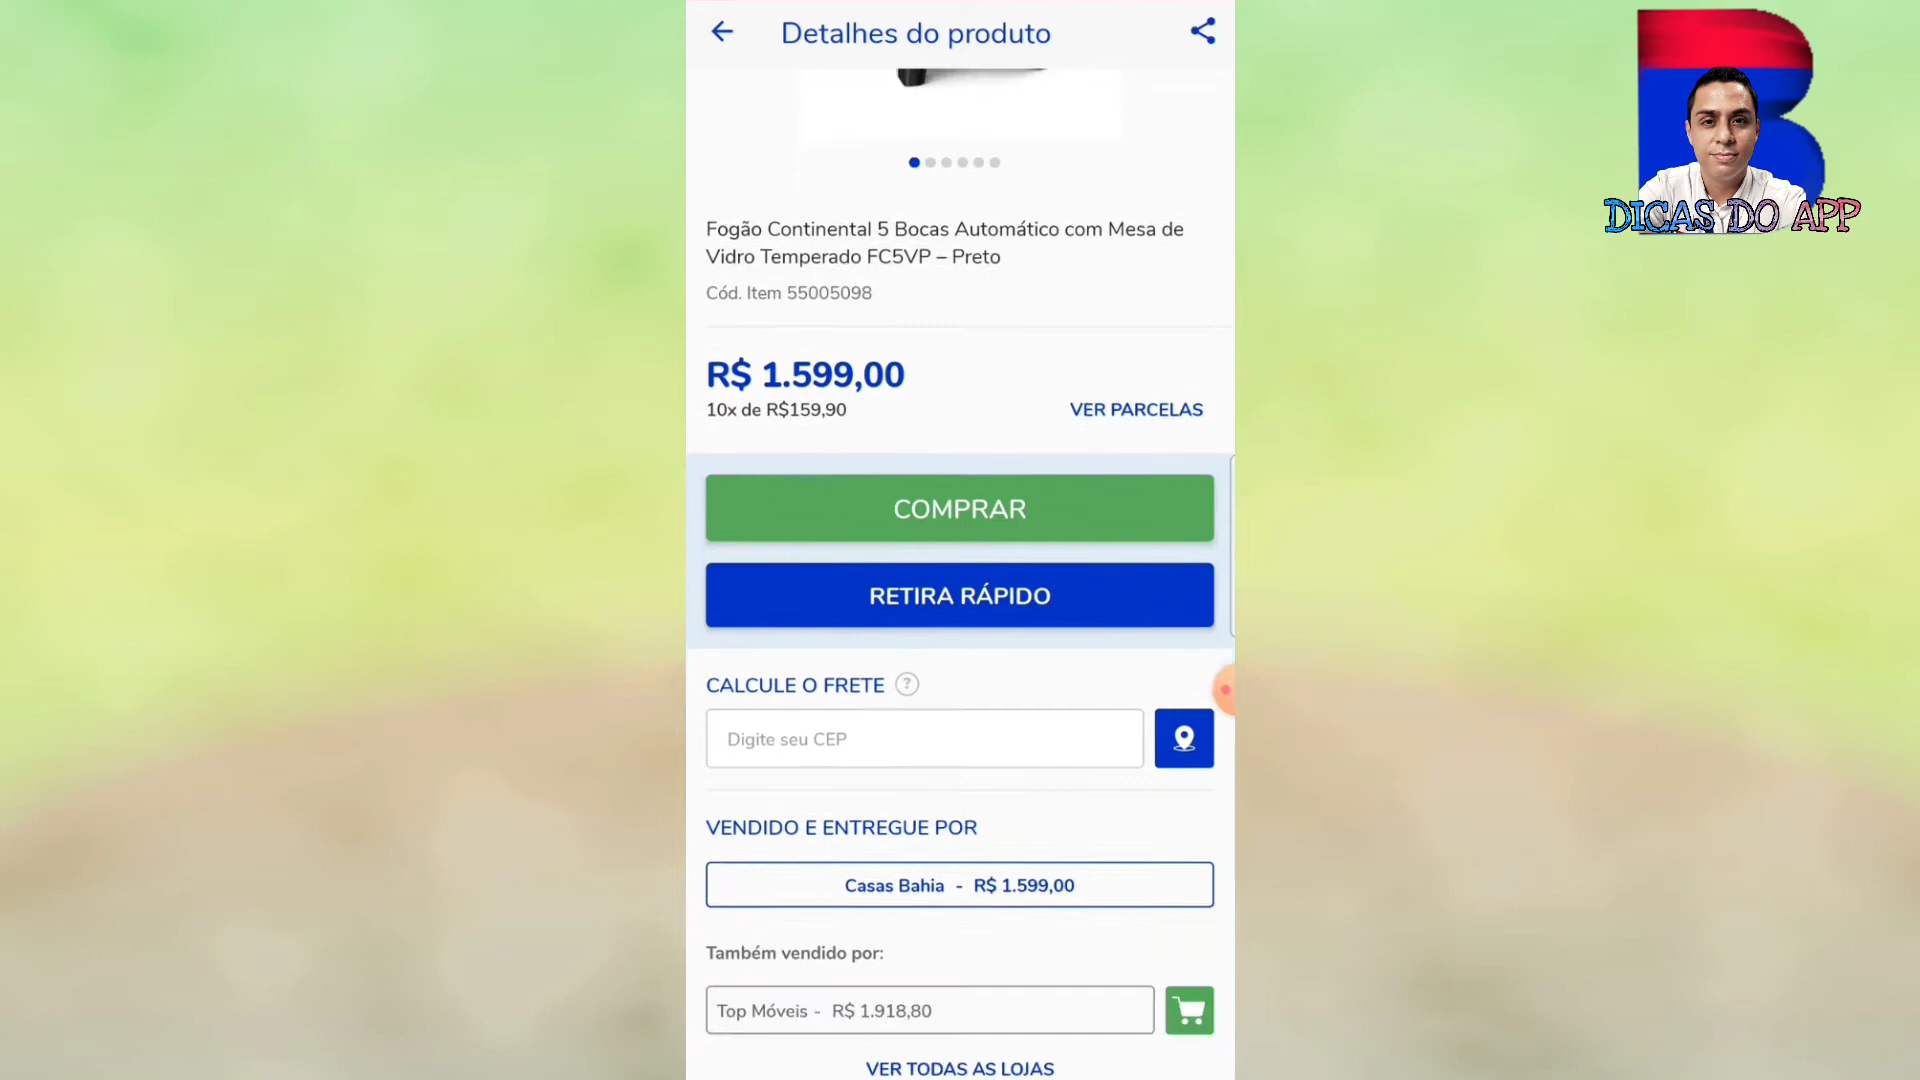 Detalhes do produto
DICAS DO APP
Fogão Continental 5 Bocas Automático com Mesa de
Vidro Temperado FC5VP – Preto
Cód. Item 55005098
R$ 1.599,00
10x de R$159,90
VER PARCELAS
COMPRAR
RETIRA RÁPIDO
CALCULE O FRETE ?
Digite seu CEP
VENDIDO E ENTREGUE POR
Casas Bahia - R$ 1.599,00
Também vendido por:
Top Móveis - R$ 1.918,80
VER TODAS AS LOJAS